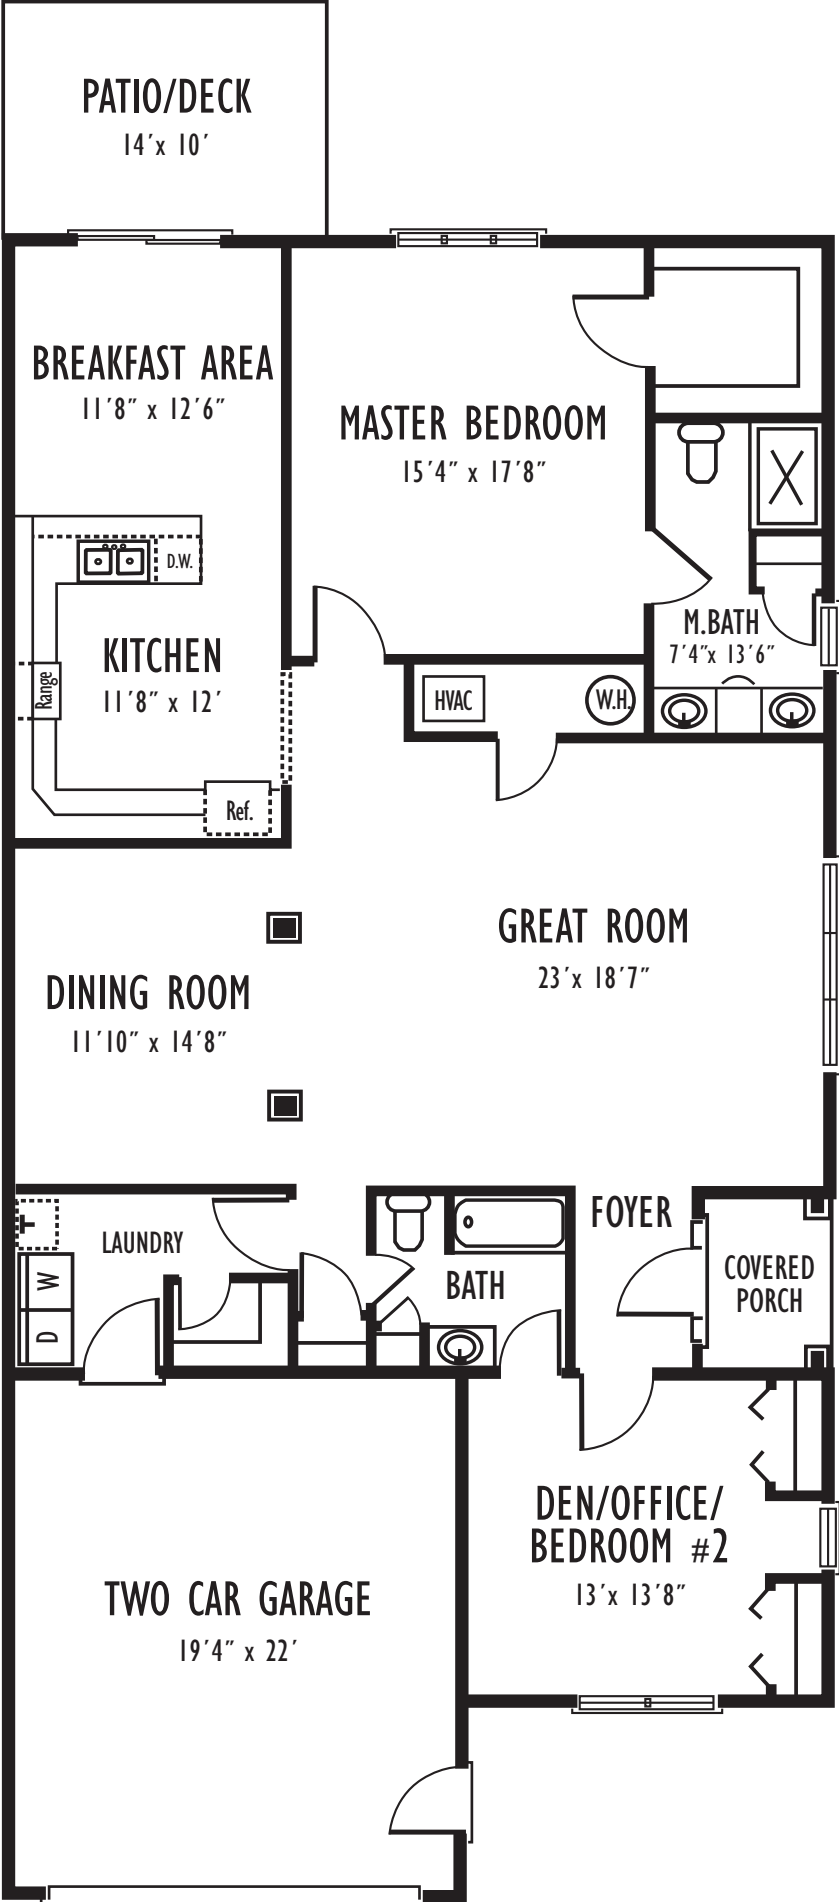 PATIO/DECK
14'x 10'
BREAKFAST AREA
11'8" x 12'6"
MASTER BEDROOM
15'4" x 17'8"
D.W.
KITCHEN
11'8" x 12'
Range
Ref.
M.BATH
7'4"x 13'6"
HVAC
W.H.
GREAT ROOM
23'x 18'7"
DINING ROOM
11'10" x 14'8"
LAUNDRY
W
D
BATH
FOYER
COVERED
PORCH
DEN/OFFICE/
BEDROOM #2
13'x 13'8"
TWO CAR GARAGE
19'4" x 22'